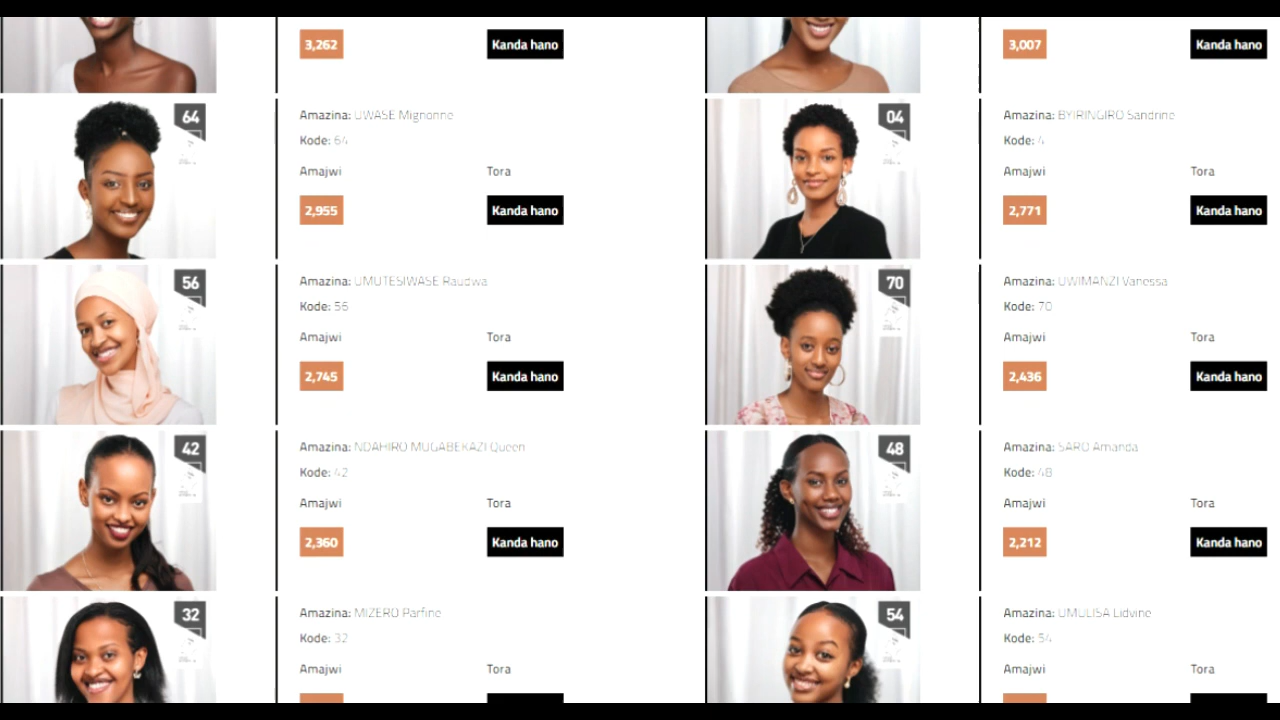 3,262
Kanda hano
3,007
Kanda hano
64
Amazina: UWASE Mignonne
Kode: 64
Amajwi
Tora
2,955
Kanda hano
04
Amazina: BYIRINGIRO Sandrine
Kode: 4
Amajwi
Tora
2,771
Kanda hano
56
Amazina: UMUTESIWASE Raudwa
Kode: 56
Amajwi
Tora
2,745
Kanda hano
70
Amazina: UWIMANZI Vanessa
Kode: 70
Amajwi
Tora
2,436
Kanda hano
42
Amazina: NDAHIRO MUGABEKAZI Queen
Kode: 42
Amajwi
Tora
2,360
Kanda hano
48
Amazina: SARO Amanda
Kode: 48
Amajwi
Tora
2,212
Kanda hano
32
Amazina: MIZERO Parfine
Kode: 32
Amajwi
Tora
54
Amazina: UMULISA Lidvine
Kode: 54
Amajwi
Tora